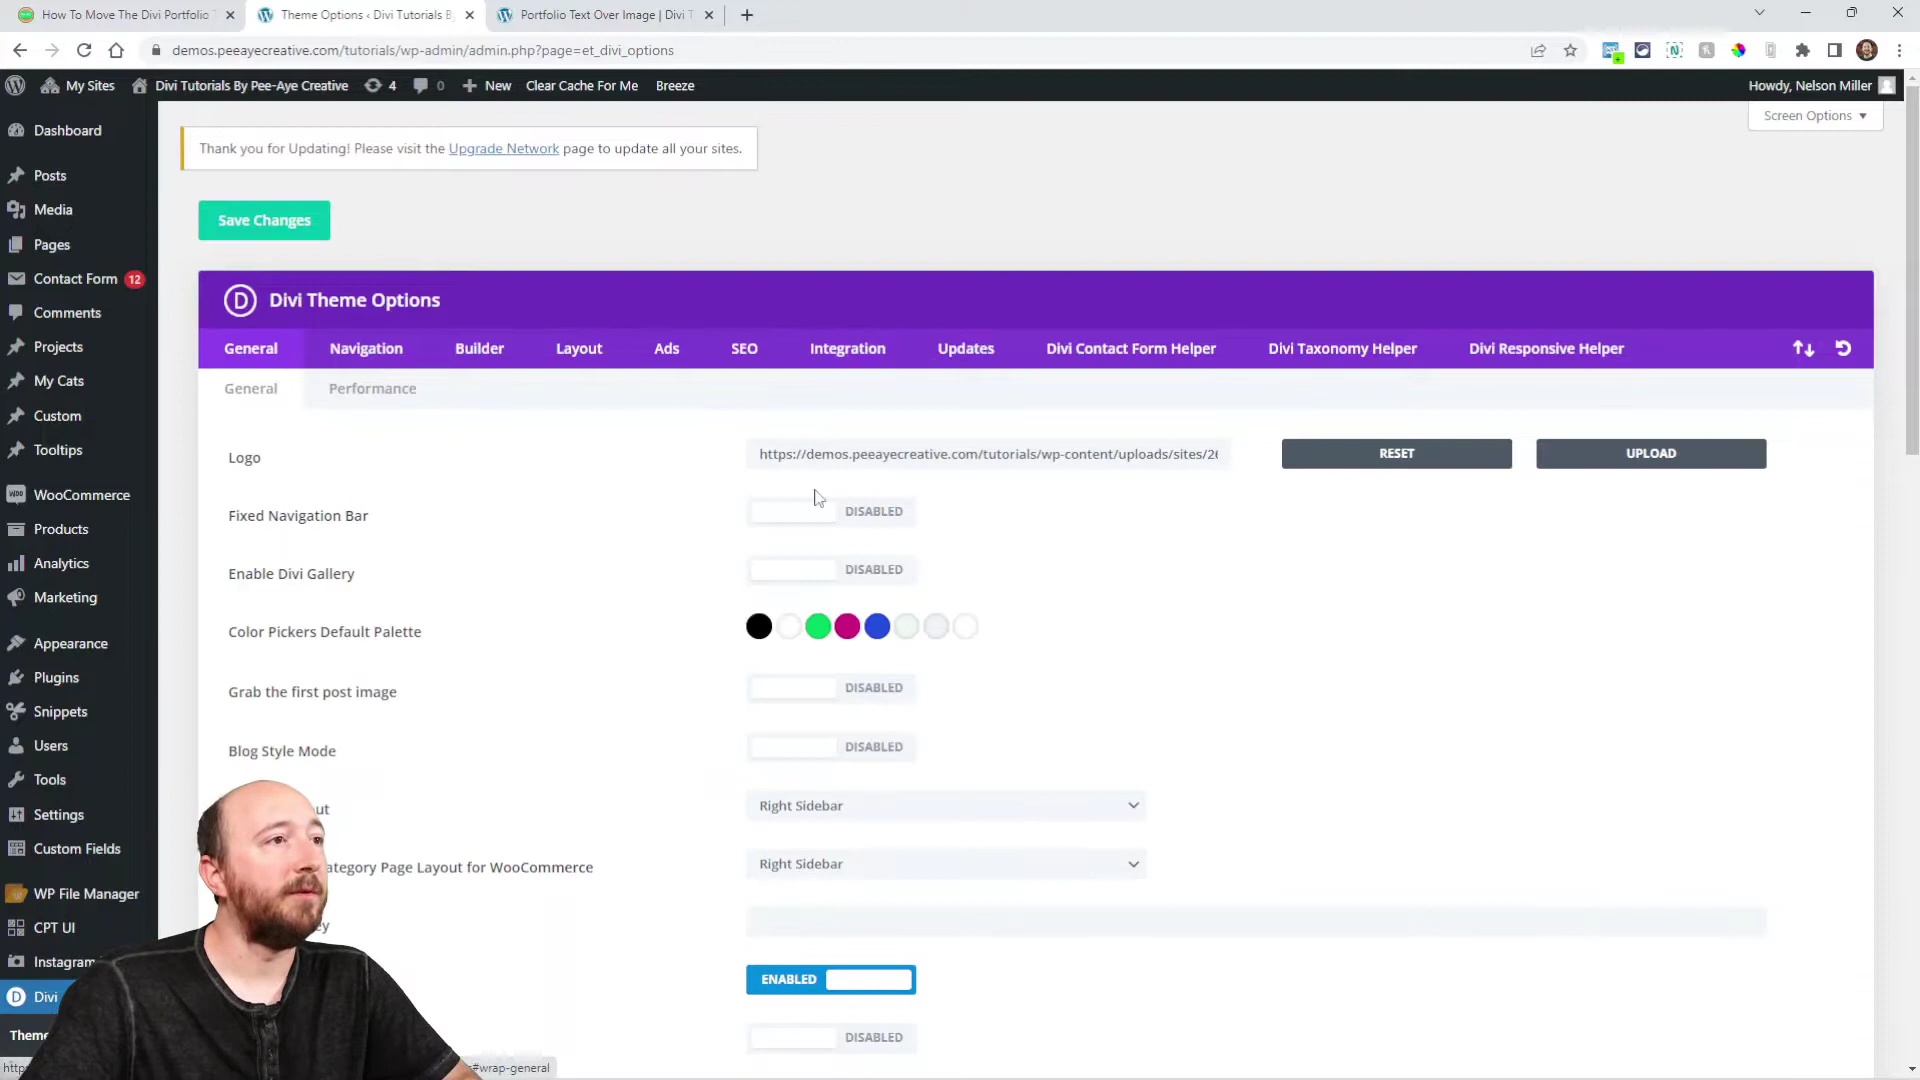 How To Move The Divi Portfolio T
Theme Options ‹ Divi Tutorials By
Portfolio Text Over Image | Divi T
demos.peeayecreative.com/tutorials/wp-admin/admin.php?page=et_divi_options
My Sites
Divi Tutorials By Pee-Aye Creative
4
0
New
Clear Cache For Me
Breeze
Howdy, Nelson Miller
Screen Options
Dashboard
Posts
Media
Pages
Contact Form 12
Comments
Projects
My Cats
Custom
Tooltips
WooCommerce
Products
Analytics
Marketing
Appearance
Plugins
Snippets
Users
Tools
Settings
Custom Fields
WP File Manager
CPT UI
Instagram
Divi
Theme
Thank you for Updating! Please visit the Upgrade Network page to update all your sites.
Save Changes
D Divi Theme Options
General
Navigation
Builder
Layout
Ads
SEO
Integration
Updates
Divi Contact Form Helper
Divi Taxonomy Helper
Divi Responsive Helper
General
Performance
Logo
https://demos.peeayecreative.com/tutorials/wp-content/uploads/sites/26
RESET
UPLOAD
Fixed Navigation Bar
DISABLED
Enable Divi Gallery
DISABLED
Color Pickers Default Palette
Grab the first post image
DISABLED
Blog Style Mode
DISABLED
ut
Right Sidebar
ategory Page Layout for WooCommerce
Right Sidebar
ey
ENABLED
DISABLED
http
s#wrap-general